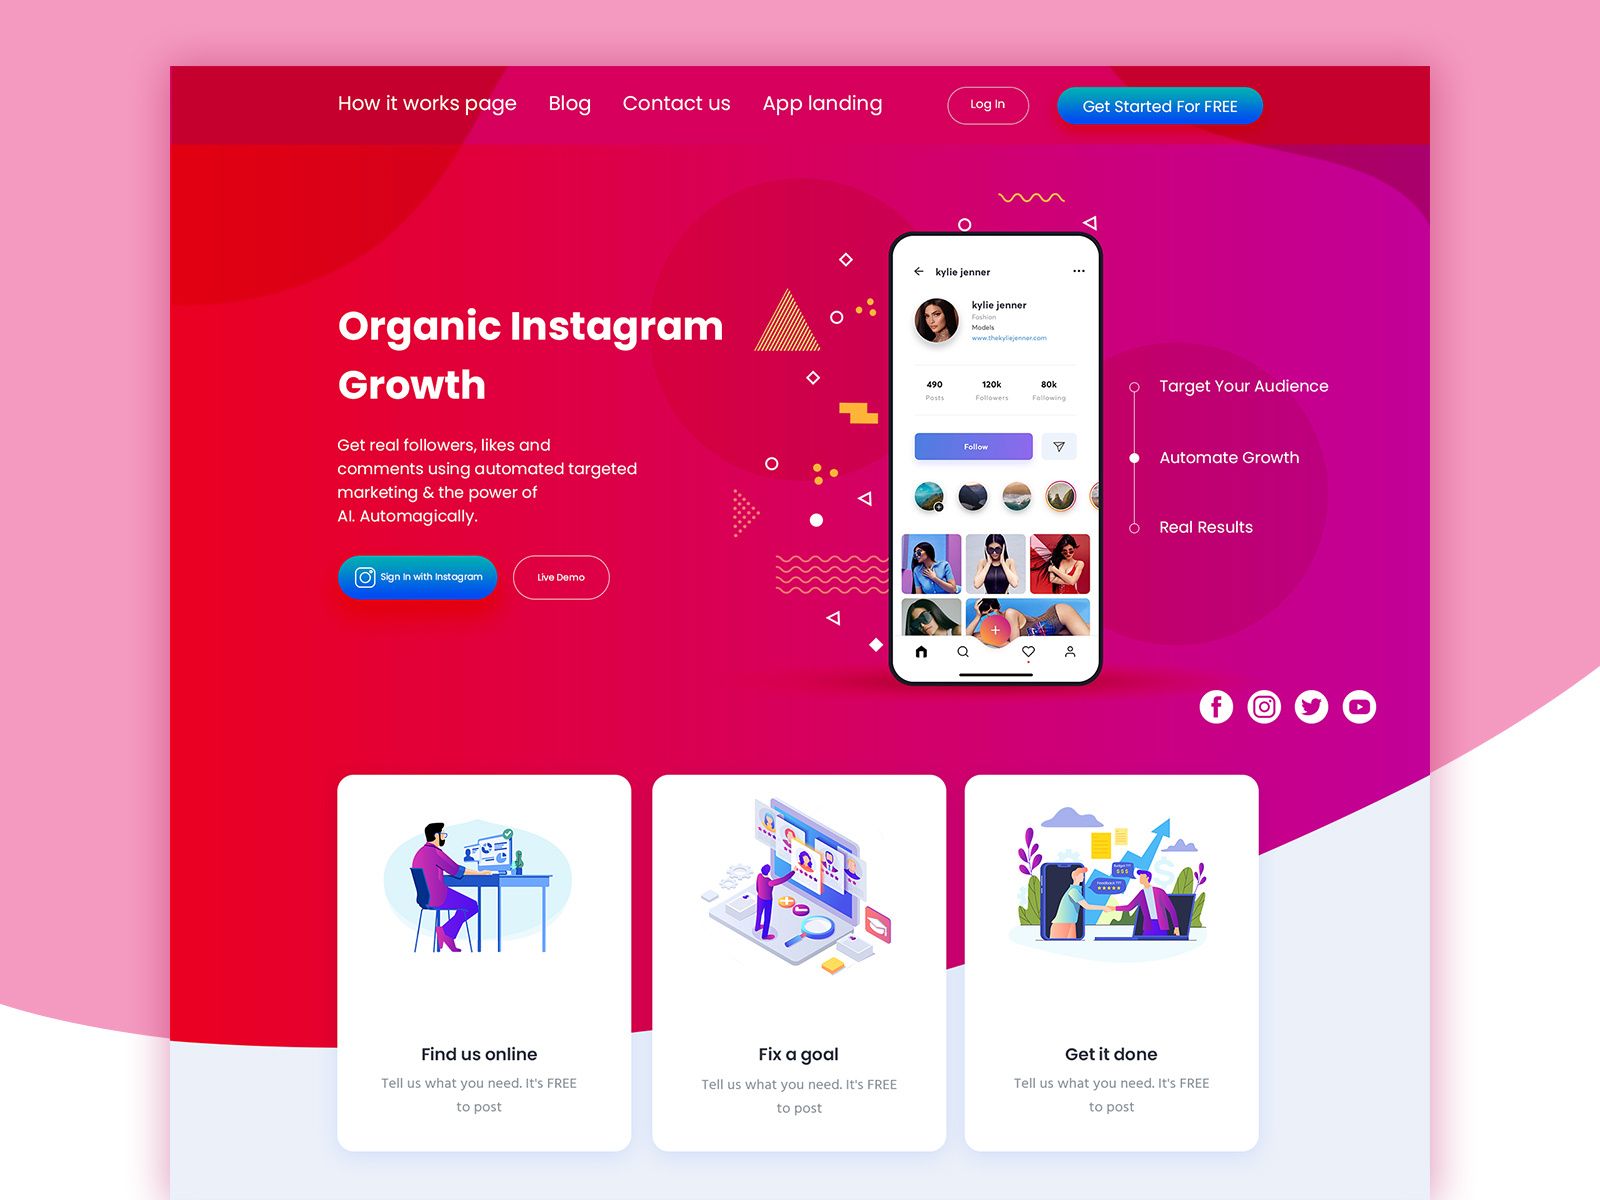 How it works page
Blog
Contact us
App landing
Log In
Get Started For FREE
Organic Instagram
Growth
Get real followers, likes and
comments using automated targeted
marketing & the power of
AI. Automagically.
Sign In with Instagram
Live Demo
kylie jenner
kylie jenner
Fashion
Models
www.thekyliejenner.com
490
120k
80k
Posts
Followers
Following
Follow
Target Your Audience
Automate Growth
Real Results
Find us online
Tell us what you need. It's FREE
to post
Fix a goal
Tell us what you need. It's FREE
to post
Budget ???
$ $ $
Feedback ???
Get it done
Tell us what you need. It's FREE
to post